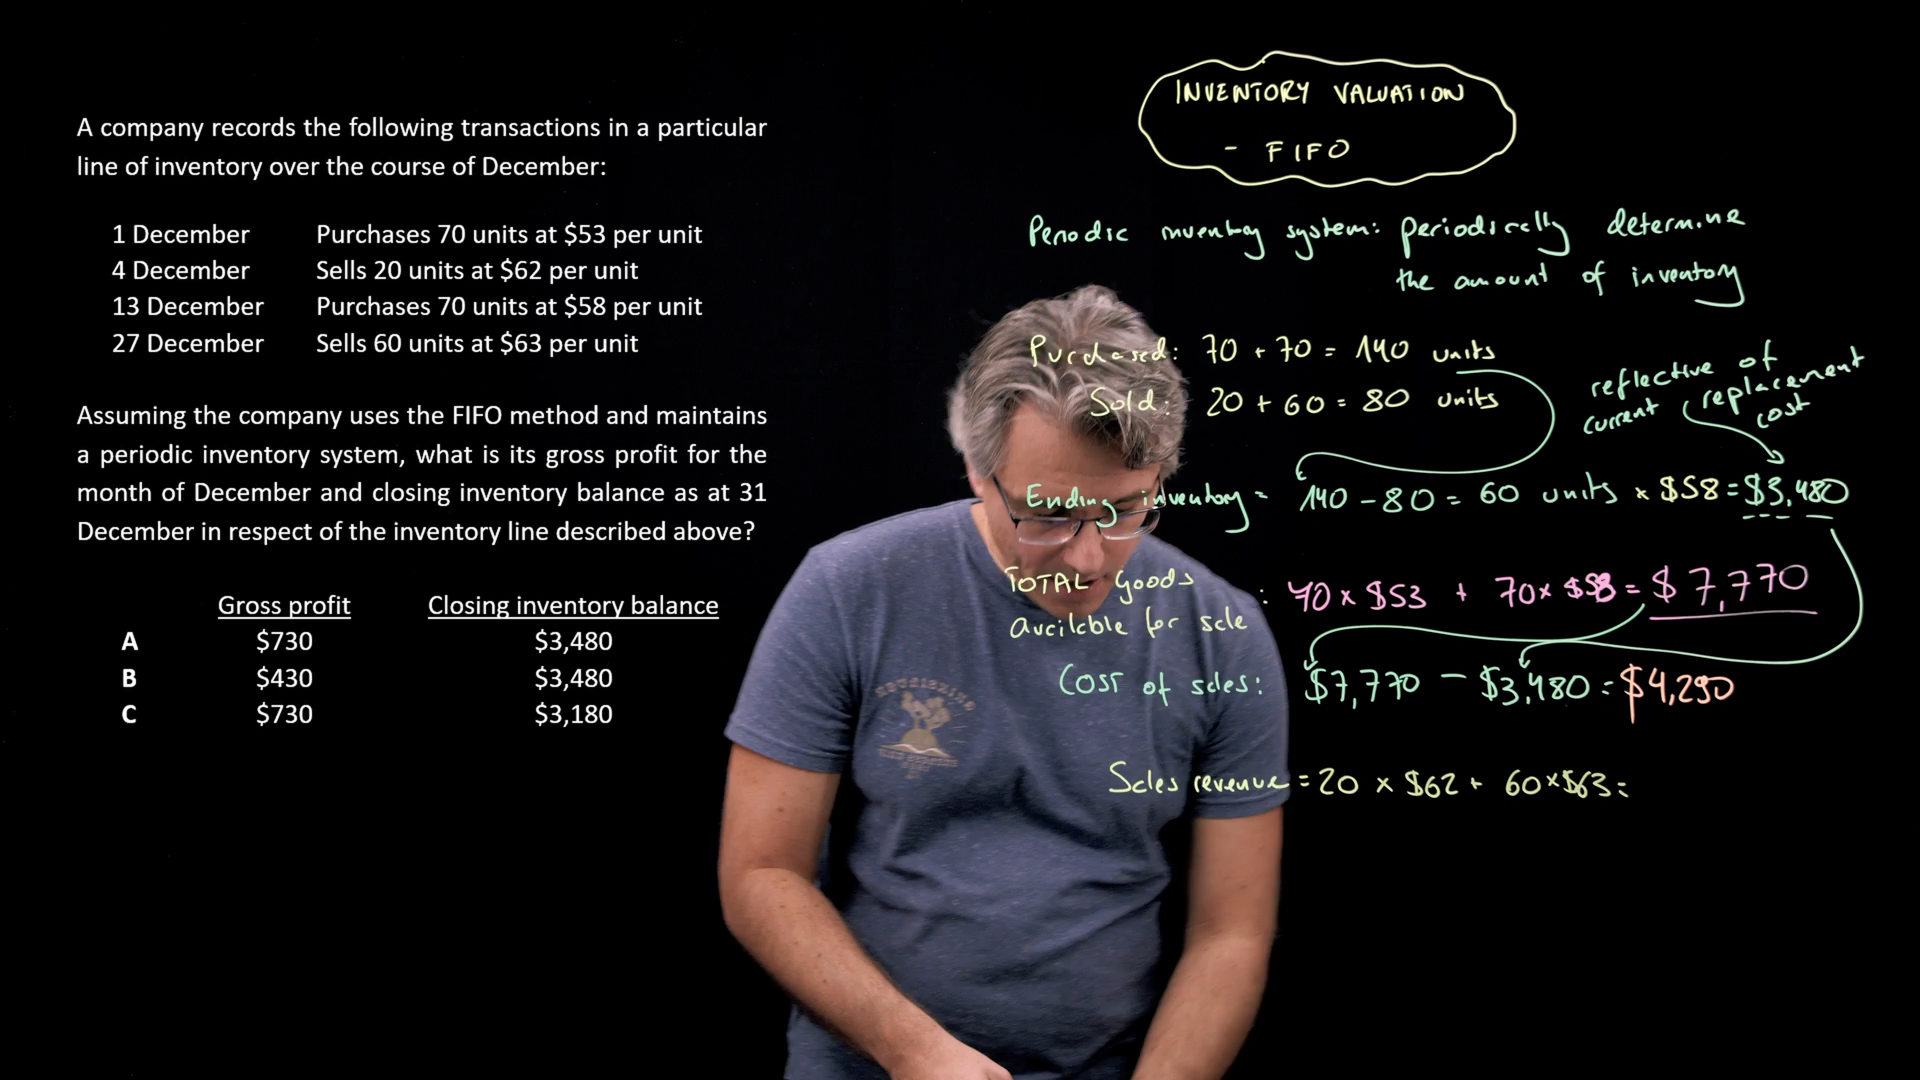 A company records the following transactions in a particular
line of inventory over the course of December:
1 December Purchases 70 units at $53 per unit
4 December Sells 20 units at $62 per unit
13 December Purchases 70 units at $58 per unit
27 December Sells 60 units at $63 per unit
Assuming the company uses the FIFO method and maintains
a periodic inventory system, what is its gross profit for the
month of December and closing inventory balance as at 31
December in respect of the inventory line described above?
Gross profit Closing inventory balance
A $730 $3,480
B $430 $3,480
C $730 $3,180
INVENTORY VALUATION
- FIFO
Periodic inventory system: periodically determine
the amount of inventory
Purchased: 70 + 70 = 140 units
Sold: 20 + 60 = 80 units
reflective of
current replacement
cost
Ending inventory = 140 - 80 = 60 units × $58 = $3,480
TOTAL goods
available for sale : 70 × $53 + 70 × $58 = $7,770
Cost of sales: $7,770 - $3,480 = $4,290
Sales revenue = 20 × $62 + 60 × $63 =